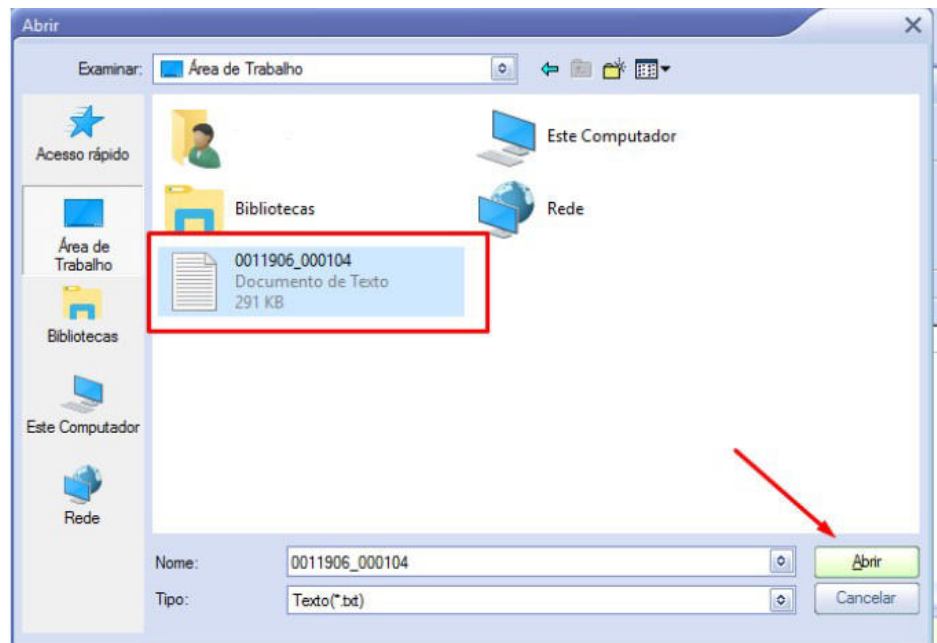 Abrir
Examinar:
Área de Trabalho
Acesso rápido
Área de
Trabalho
Bibliotecas
Este Computador
Rede
Este Computador
Bibliotecas
Rede
0011906_000104
Documento de Texto
291 KB
Nome:
0011906_000104
Abrir
Tipo:
Texto(*.txt)
Cancelar